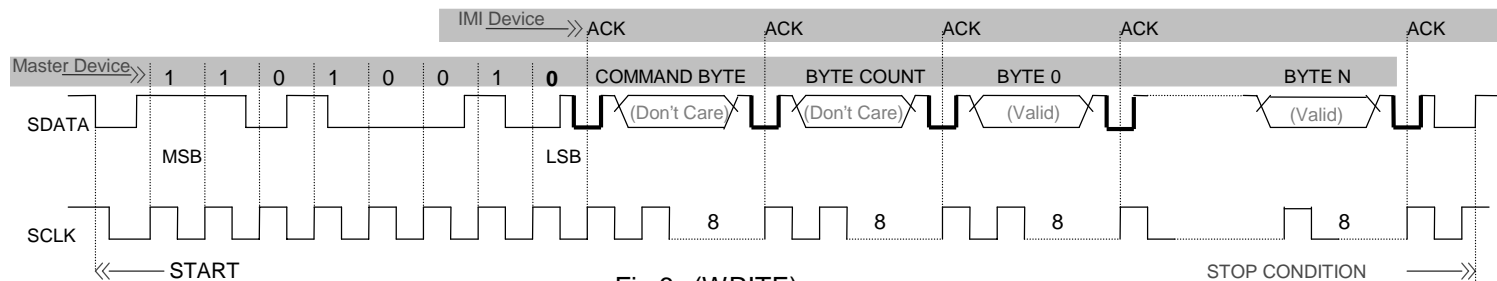 IMI Device ACK ACK ACK ACK ACK
Master Device 1 1 0 1 0 0 1 0 COMMAND BYTE BYTE COUNT BYTE 0 BYTE N
SDATA (Don't Care) (Don't Care) (Valid) (Valid)
MSB LSB
SCLK 8 8 8 8
START STOP CONDITION